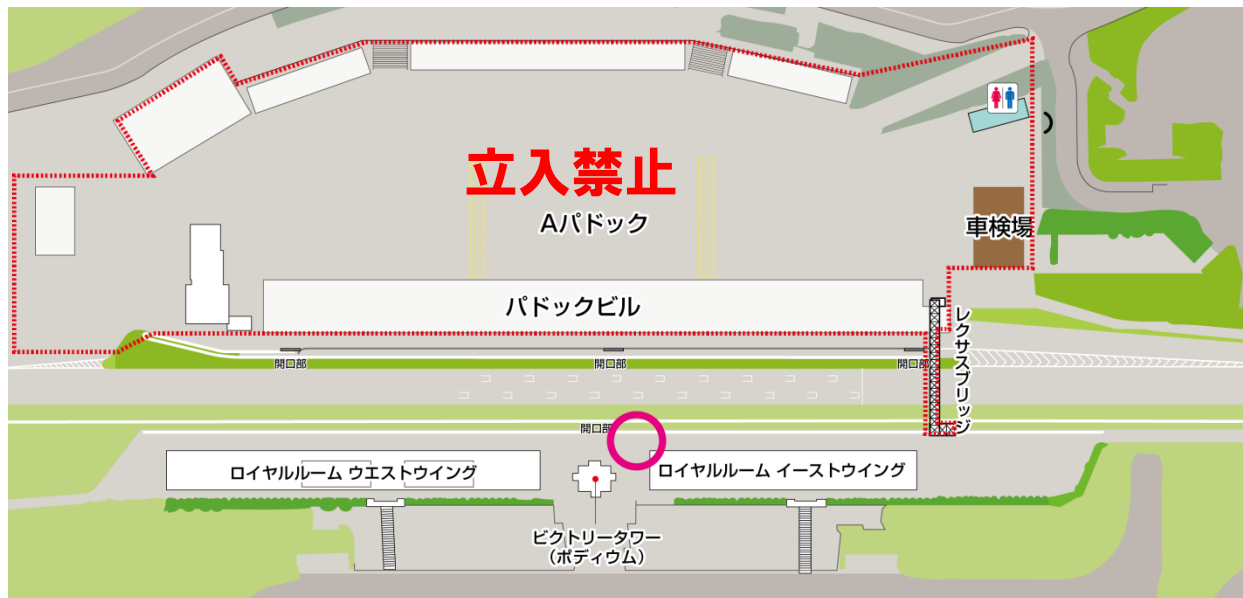 立入禁止
Aパドック
車検場
パドックビル
レクサスブリッジ
開口部
開口部
開口部
開口部
ロイヤルルーム ウエストウイング
ロイヤルルーム イーストウイング
ビクトリータワー
（ポディウム）